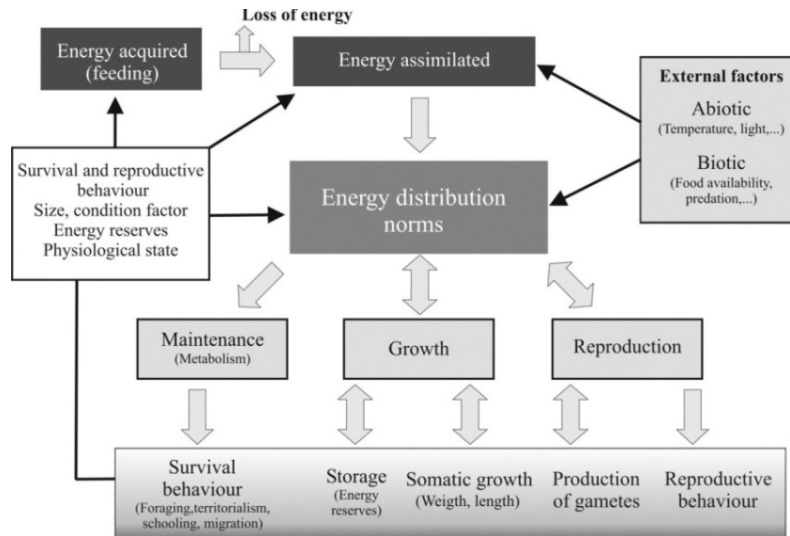 Loss of energy
Energy acquired
(feeding)
Energy assimilated
External factors
Abiotic
(Temperature, light,...)
Biotic
(Food availability,
predation,...)
Survival and reproductive
behaviour
Size, condition factor
Energy reserves
Physiological state
Energy distribution
norms
Maintenance
(Metabolism)
Growth
Reproduction
Survival
behaviour
(Foraging,territorialism,
schooling, migration)
Storage
(Energy
reserves)
Somatic growth
(Weigth, length)
Production
of gametes
Reproductive
behaviour